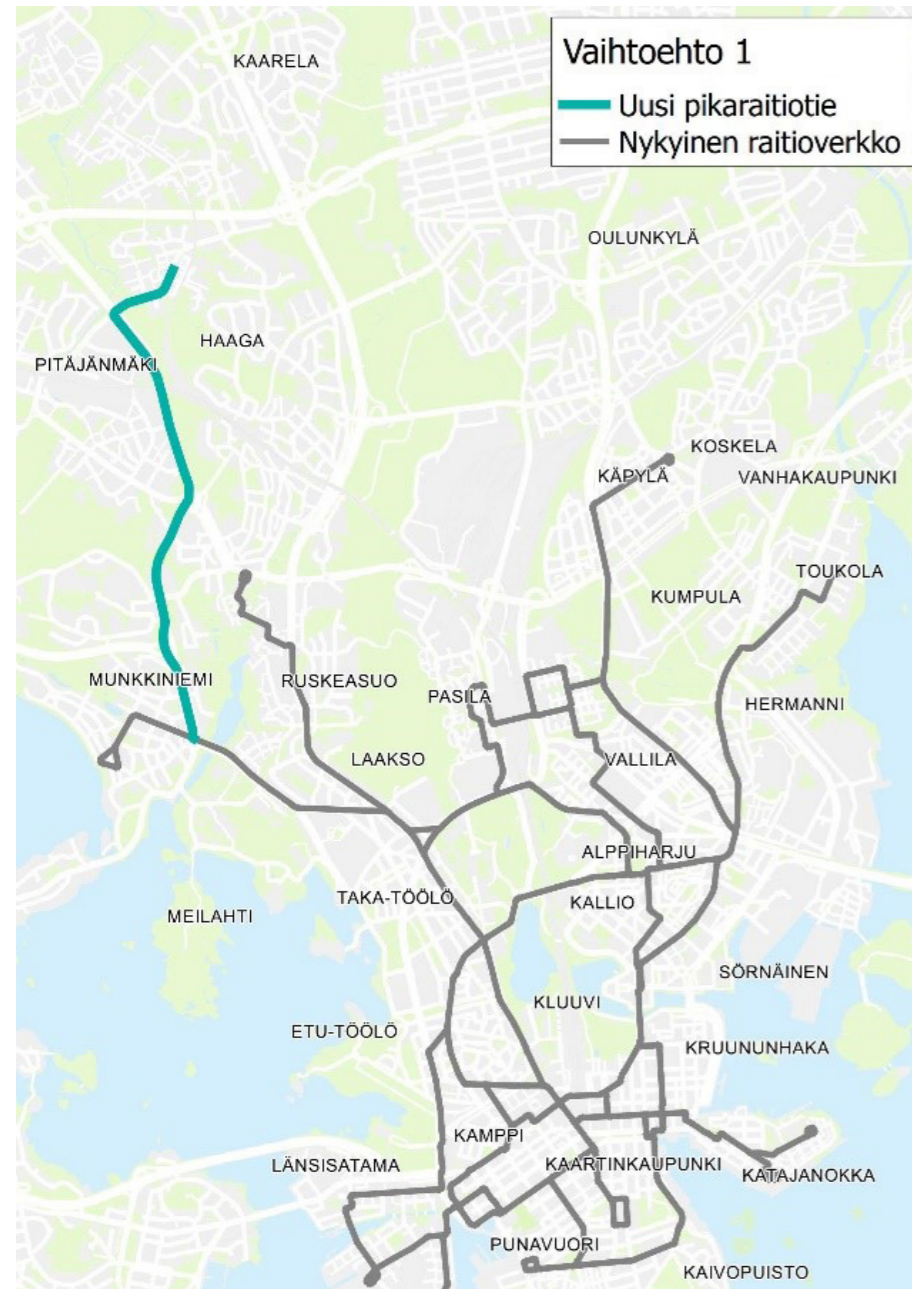 KAARELA
Vaihtoehto 1
Uusi pikaraitiotie
Nykyinen raitioverkko
OULUNKYLÄ
HAAGA
PITÄJÄNMÄKI
KOSKELA
KÄPYLÄ
VANHAKAUPUNKI
TOUKOLA
KUMPULA
MUNKKINIEMI
RUSKEASUO
PASILA
HERMANNI
LAAKSO
VALLILA
ALPPIHARJU
TAKA-TÖÖLÖ
KALLIO
MEILAHTI
SÖRNÄINEN
KLUUVI
ETU-TÖÖLÖ
KRUUNUNHAKA
KAMPPI
LÄNSISATAMA
KAARTINKAUPUNKI
KATAJANOKKA
PUNAVUORI
KAIVOPUISTO